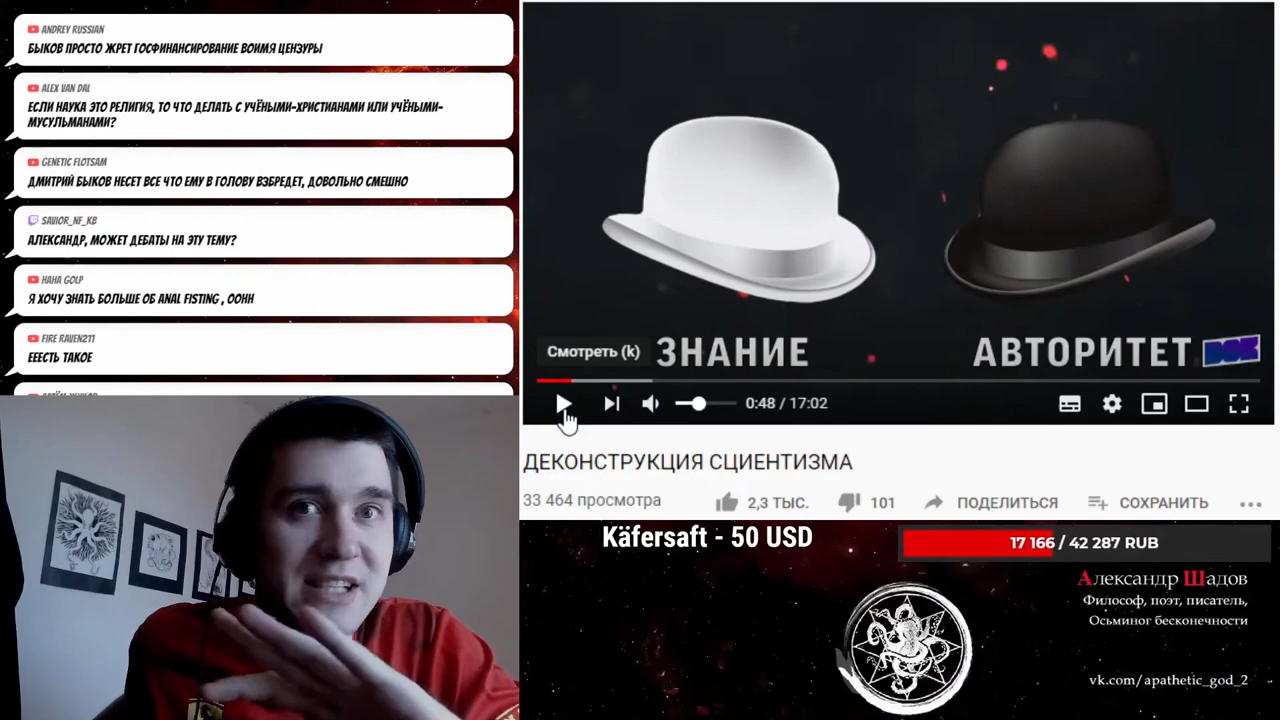 ANDREY RUSSIAN
БЫКОВ ПРОСТО ЖРЕТ ГОСФИНАНСИРОВАНИЕ ВОИМЯ ЦЕНЗУРЫ
ALEX VAN DAL
ЕСЛИ НАУКА ЭТО РЕЛИГИЯ, ТО ЧТО ДЕЛАТЬ С УЧЁНЫМИ-ХРИСТИАНАМИ ИЛИ УЧЁНЫМИ-
МУСУЛЬМАНАМИ?
GENETIC FLOTSAM
ДМИТРИЙ БЫКОВ НЕСЕТ ВСЕ ЧТО ЕМУ В ГОЛОВУ ВЗБРЕДЕТ, ДОВОЛЬНО СМЕШНО
SAVIOR_NF_KB
АЛЕКСАНДР, МОЖЕТ ДЕБАТЫ НА ЭТУ ТЕМУ?
HAHA GOLP
Я ХОЧУ ЗНАТЬ БОЛЬШЕ ОБ ANAL FISTING , ООНН
FIRE RAVEN211
ЕЕЕСТЬ ТАКОЕ
Смотреть (k)
ЗНАНИЕ
АВТОРИТЕТ
0:48 / 17:02
ДЕКОНСТРУКЦИЯ СЦИЕНТИЗМА
33 464 просмотра
2,3 ТЫС.
101
ПОДЕЛИТЬСЯ
СОХРАНИТЬ
Käfersaft - 50 USD
17 166 / 42 287 RUB
Александр Шадов
Философ, поэт, писатель,
Осьминог бесконечности
vk.com/apathetic_god_2